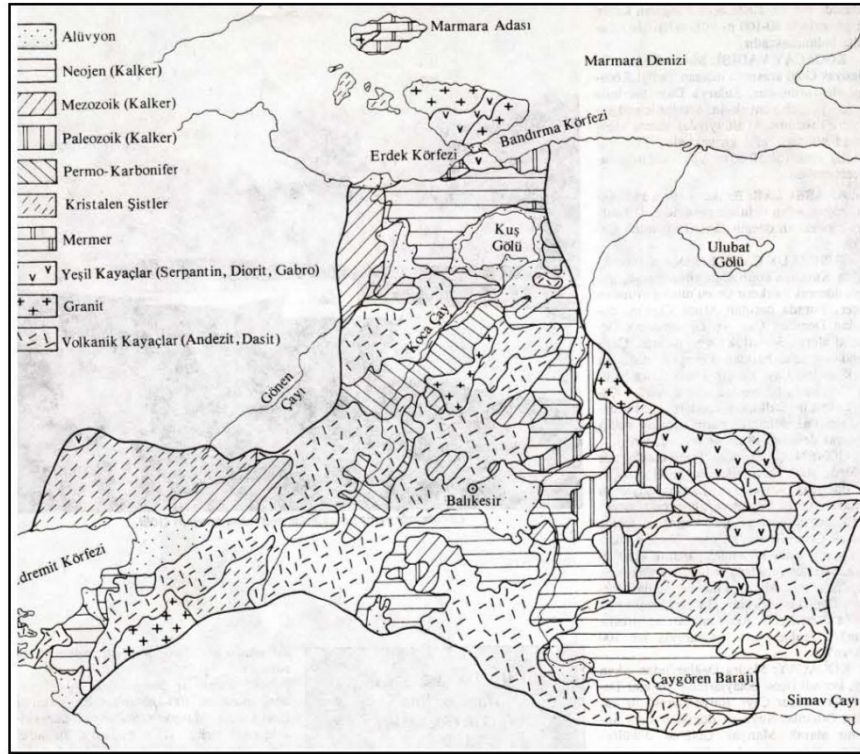 Alüvyon
Neojen (Kalker)
Mezozoik (Kalker)
Paleozoik (Kalker)
Permo-Karbonifer
Kristalen Şistler
Mermer
Yeşil Kayaçlar (Serpantin, Diorit, Gabro)
Granit
Volkanik Kayaçlar (Andezit, Dasit)
Marmara Adası
Marmara Denizi
Bandırma Körfezi
Erdek Körfezi
Kuş
Gölü
Ulubat
Gölü
Koca Çay
Gönen
Çayı
Balıkesir
dremit Körfezi
Çaygören Barajı
Simav Çayı